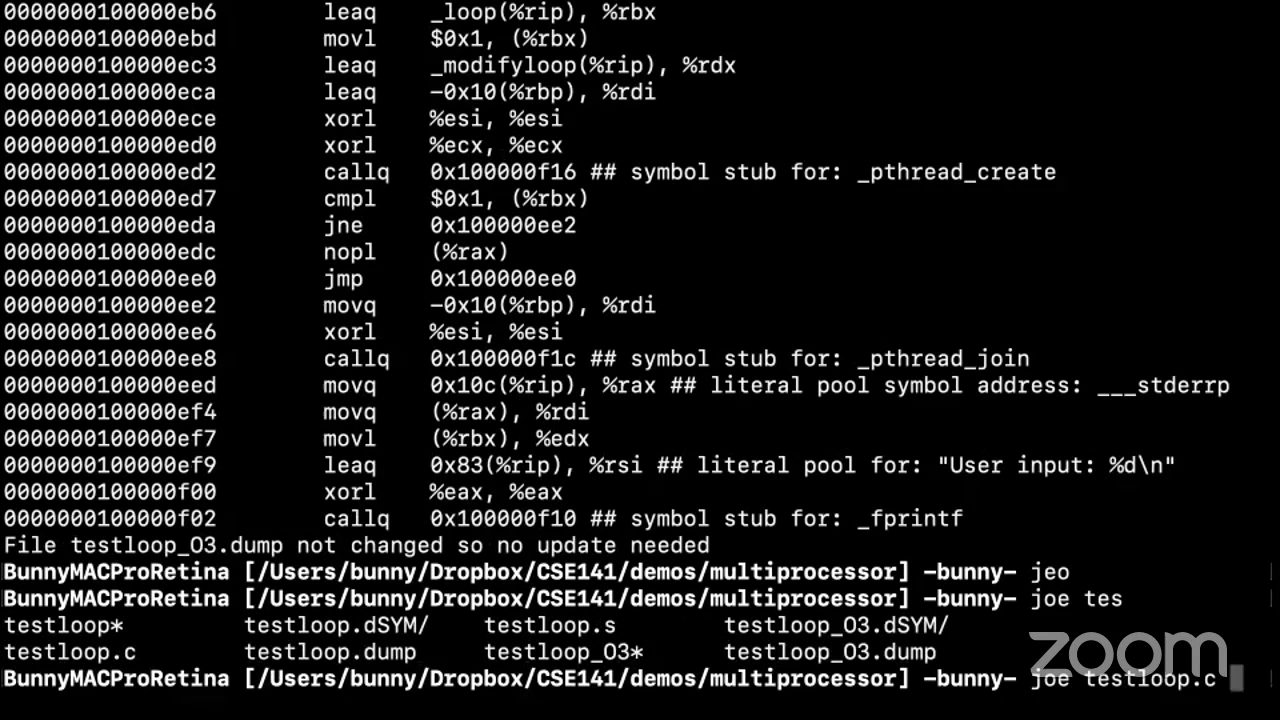 0000000100000eb6 leaq _loop(%rip), %rbx
0000000100000ebd movl $0x1, (%rbx)
0000000100000ec3 leaq _modifyloop(%rip), %rdx
0000000100000eca leaq -0x10(%rbp), %rdi
0000000100000ece xorl %esi, %esi
0000000100000ed0 xorl %ecx, %ecx
0000000100000ed2 callq 0x100000f16 ## symbol stub for: _pthread_create
0000000100000ed7 cmpl $0x1, (%rbx)
0000000100000eda jne 0x100000ee2
0000000100000edc nopl (%rax)
0000000100000ee0 jmp 0x100000ee0
0000000100000ee2 movq -0x10(%rbp), %rdi
0000000100000ee6 xorl %esi, %esi
0000000100000ee8 callq 0x100000f1c ## symbol stub for: _pthread_join
0000000100000eed movq 0x10c(%rip), %rax ## literal pool symbol address: ___stderrp
0000000100000ef4 movq (%rax), %rdi
0000000100000ef7 movl (%rbx), %edx
0000000100000ef9 leaq 0x83(%rip), %rsi ## literal pool for: "User input: %d\n"
0000000100000f00 xorl %eax, %eax
0000000100000f02 callq 0x100000f10 ## symbol stub for: _fprintf
File testloop_O3.dump not changed so no update needed
BunnyMACProRetina [/Users/bunny/Dropbox/CSE141/demos/multiprocessor] -bunny- jeo
BunnyMACProRetina [/Users/bunny/Dropbox/CSE141/demos/multiprocessor] -bunny- joe tes
testloop* testloop.dSYM/ testloop.s testloop_O3.dSYM/
testloop.c testloop.dump testloop_O3* testloop_O3.dump
BunnyMACProRetina [/Users/bunny/Dropbox/CSE141/demos/multiprocessor] -bunny- joe testloop.c
zoom